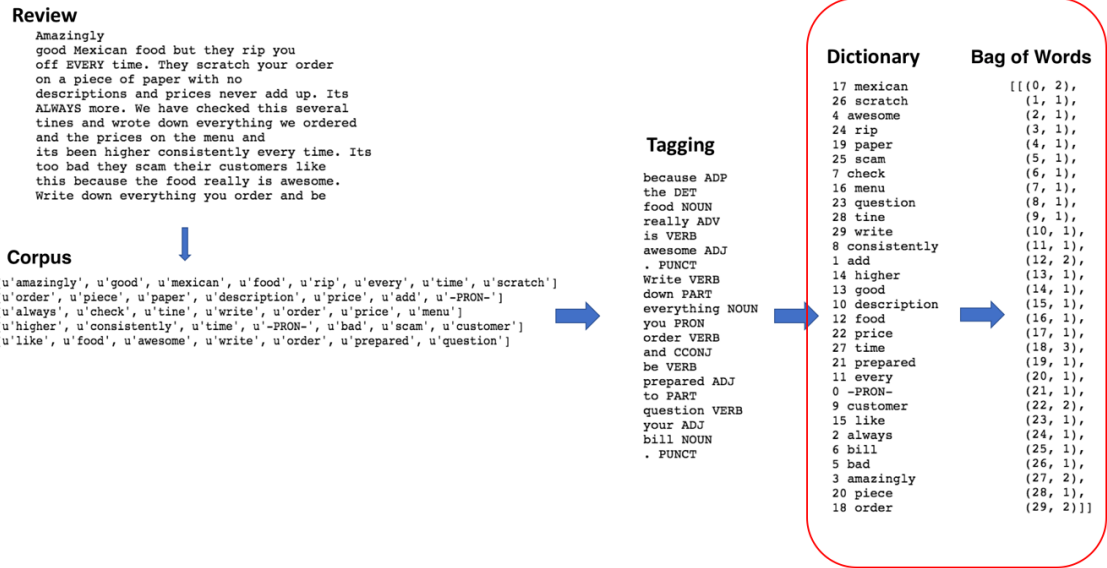 Review
Amazingly
good Mexican food but they rip you
off EVERY time. They scratch your order
on a piece of paper with no
descriptions and prices never add up. Its
ALWAYS more. We have checked this several
tines and wrote down everything we ordered
and the prices on the menu and
its been higher consistently every time. Its
too bad they scam their customers like
this because the food really is awesome.
Write down everything you order and be
Corpus
u'amazingly', u'good', u'mexican', u'food', u'rip', u'every', u'time', u'scratch']
u'order', u'piece', u'paper', u'description', u'price', u'add', u'-PRON-']
u'always', u'check', u'tine', u'write', u'order', u'price', u'menu']
u'higher', u'consistently', u'time', u'-PRON-', u'bad', u'scam', u'customer']
u'like', u'food', u'awesome', u'write', u'order', u'prepared', u'question']
Tagging
because ADP
the DET
food NOUN
really ADV
is VERB
awesome ADJ
. PUNCT
Write VERB
down PART
everything NOUN
you PRON
order VERB
and CCONJ
be VERB
prepared ADJ
to PART
question VERB
your ADJ
bill NOUN
. PUNCT
Dictionary
17 mexican
26 scratch
4 awesome
24 rip
19 paper
25 scam
7 check
16 menu
23 question
28 tine
29 write
8 consistently
1 add
14 higher
13 good
10 description
12 food
22 price
27 time
21 prepared
11 every
0 -PRON-
9 customer
15 like
2 always
6 bill
5 bad
3 amazingly
20 piece
18 order
Bag of Words
[[(0, 2),
(1, 1),
(2, 1),
(3, 1),
(4, 1),
(5, 1),
(6, 1),
(7, 1),
(8, 1),
(9, 1),
(10, 1),
(11, 1),
(12, 2),
(13, 1),
(14, 1),
(15, 1),
(16, 1),
(17, 1),
(18, 3),
(19, 1),
(20, 1),
(21, 1),
(22, 2),
(23, 1),
(24, 1),
(25, 1),
(26, 1),
(27, 2),
(28, 1),
(29, 2)]]